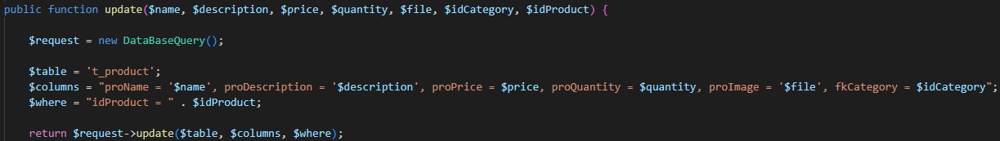 public function update($name, $description, $price, $quantity, $file, $idCategory, $idProduct) {
$request = new DataBaseQuery();
$table = 't_product';
$columns = "proName = '$name', proDescription = '$description', proPrice = $price, proQuantity = $quantity, proImage = '$file', fkCategory = $idCategory";
$where = "idProduct = " . $idProduct;
return $request->update($table, $columns, $where);